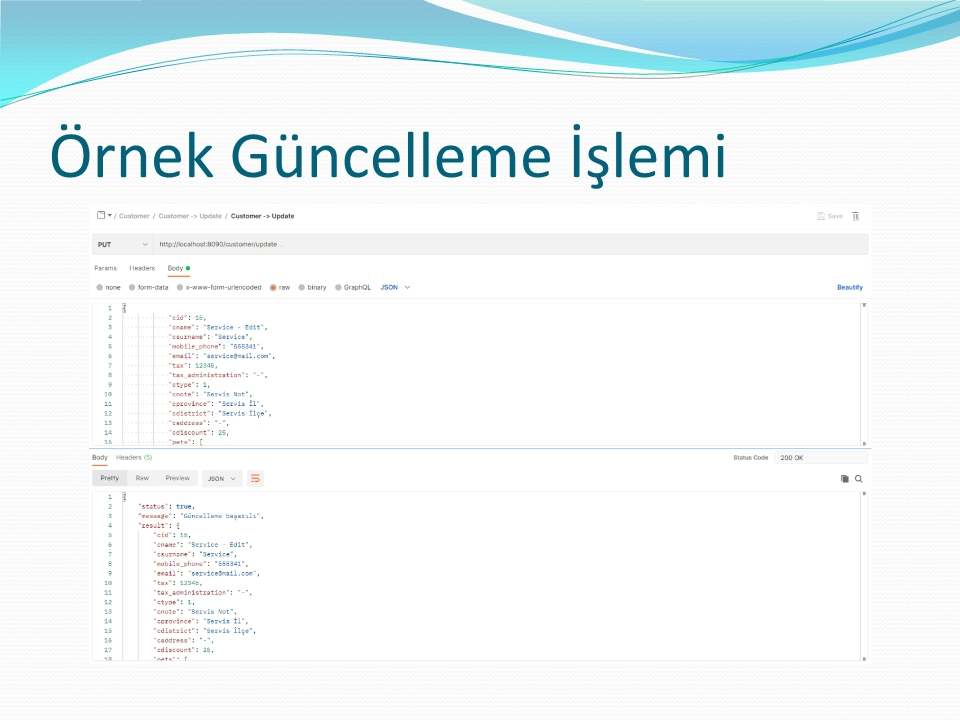 Örnek Güncelleme İşlemi
/ Customer / Customer -> Update / Customer -> Update Save
PUT http://localhost:8090/customer/update...
Params Headers Body
none form-data x-www-form-urlencoded raw binary GraphQL JSON Beautify
1 {
2 "cid": 15,
3 "cname": "Service - Edit",
4 "csurname": "Service",
5 "mobile_phone": "555341",
6 "email": "service@mail.com",
7 "tax": 12345,
8 "tax_administration": "-",
9 "ctype": 1,
10 "cnote": "Servis Not",
11 "cprovince": "Servis İl",
12 "cdistrict": "Servis İlçe",
13 "caddress": "-",
14 "cdiscount": 25,
15 "pets": [
Body Headers (5) Status Code 200 OK
Pretty Raw Preview JSON
1 {
2 "status": true,
3 "message": "Güncelleme başarılı",
4 "result": {
5 "cid": 15,
6 "cname": "Service - Edit",
7 "csurname": "Service",
8 "mobile_phone": "555341",
9 "email": "service@mail.com",
10 "tax": 12345,
11 "tax_administration": "-",
12 "ctype": 1,
13 "cnote": "Servis Not",
14 "cprovince": "Servis İl",
15 "cdistrict": "Servis İlçe",
16 "caddress": "-",
17 "cdiscount": 25,
18 "pets": [